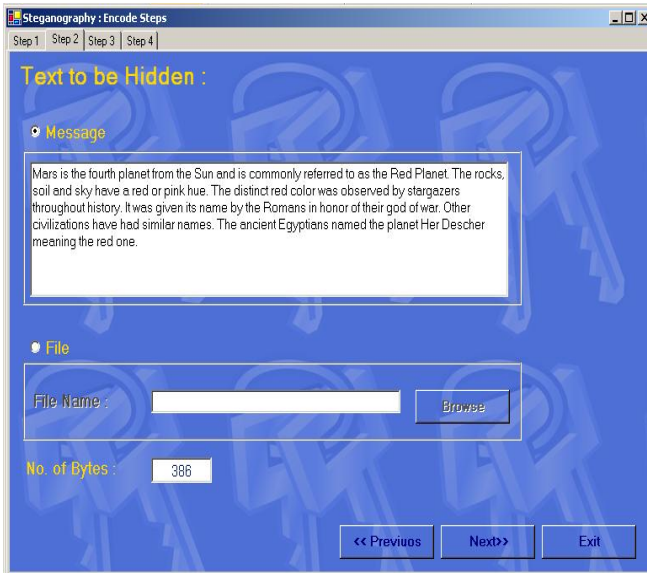 Steganography : Encode Steps
Step 1 Step 2 Step 3 Step 4
Text to be Hidden :
Message
Mars is the fourth planet from the Sun and is commonly referred to as the Red Planet. The rocks,
soil and sky have a red or pink hue. The distinct red color was observed by stargazers
throughout history. It was given its name by the Romans in honor of their god of war. Other
civilizations have had similar names. The ancient Egyptians named the planet Her Descher
meaning the red one.
File
File Name :
Browse
No. of Bytes : 386
<< Previuos Next>> Exit